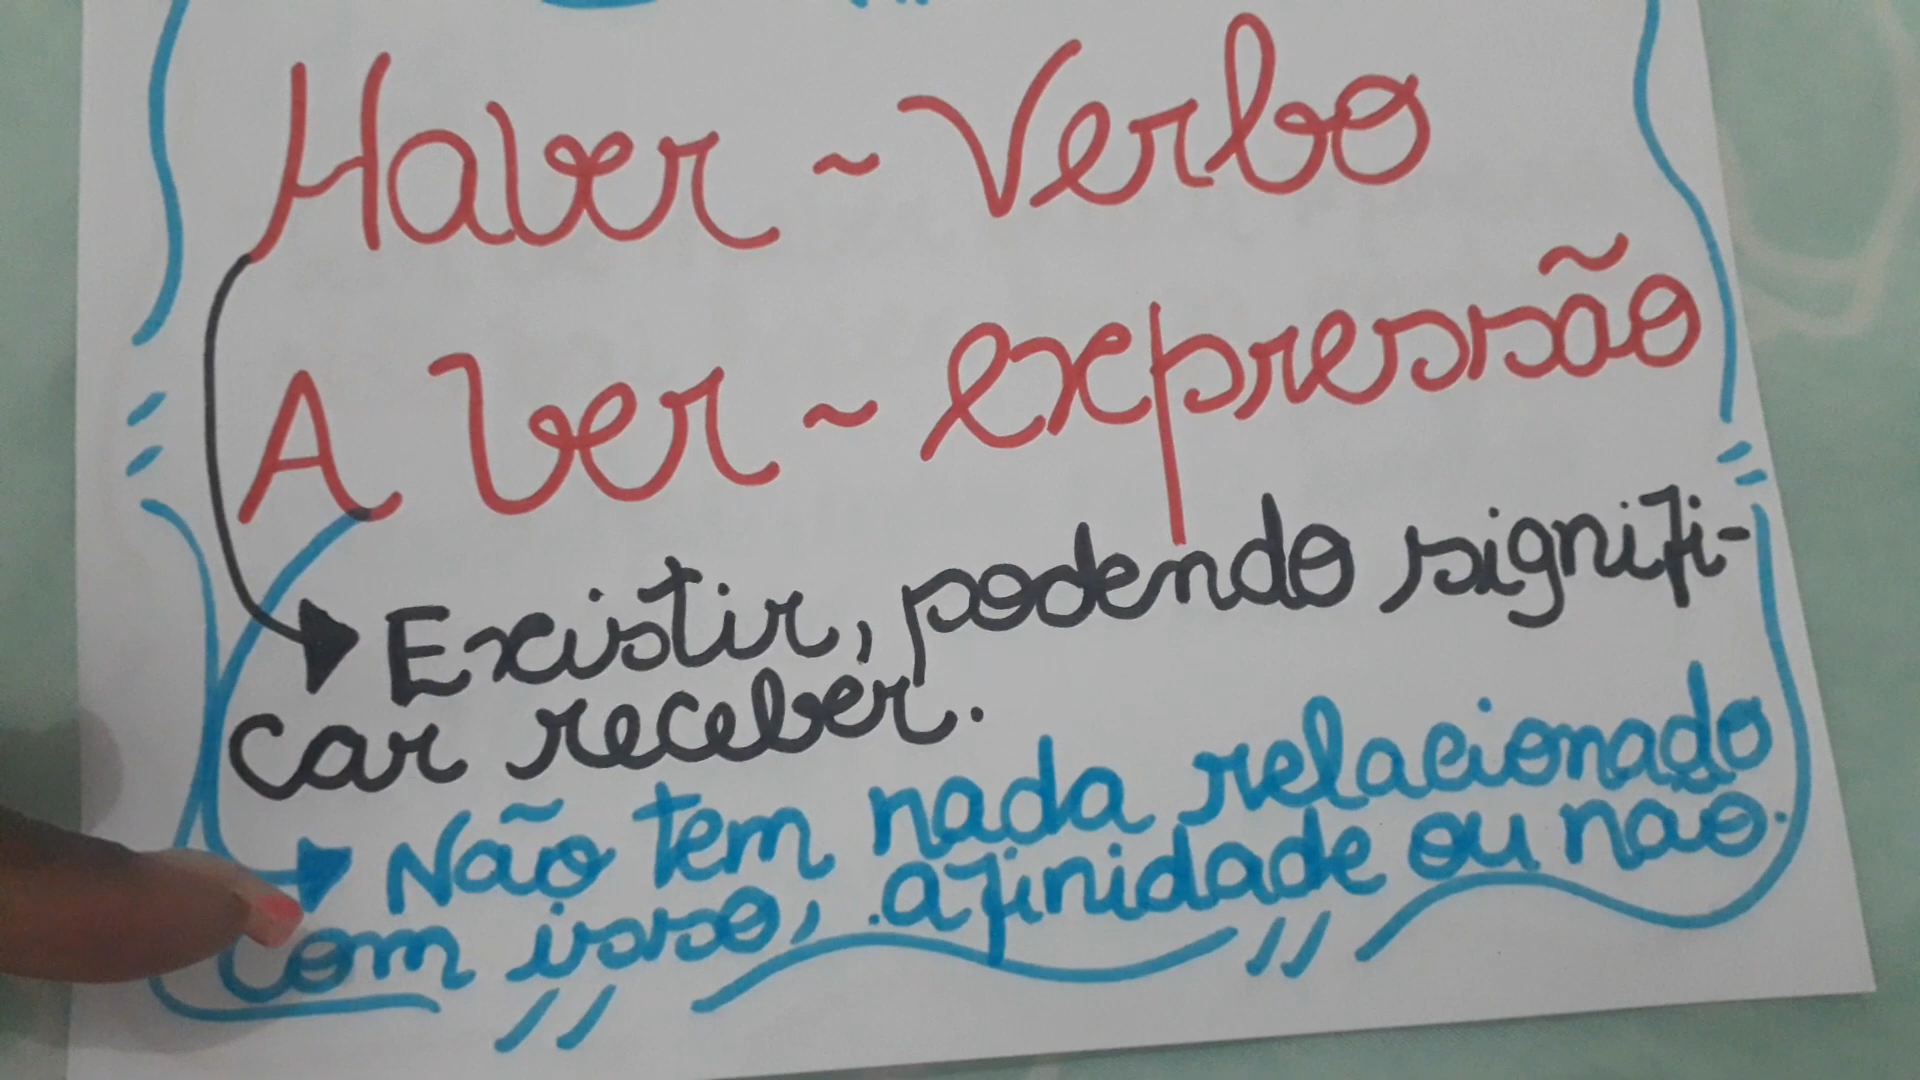 Haver ~ Verbo
A ver ~ expressão
Existir, podendo signifi-
car receber.
Não tem nada relacionado
com isso, afinidade ou não.